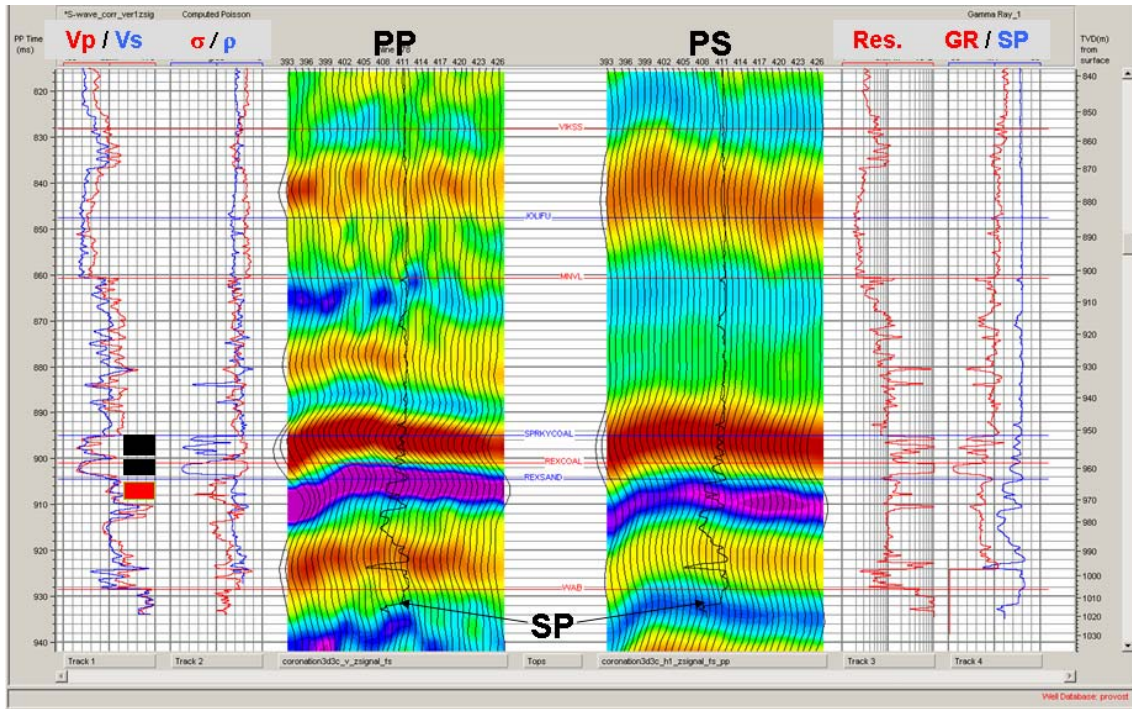 *S-wave_corr_ver1zsig Computed Poisson Gamma Ray_1
PP Time (ms) Vp / Vs σ / ρ PP PS Res. GR / SP TVD(m) from surface
393 396 399 402 405 408 411 414 417 420 423 426 393 396 399 402 405 408 411 414 417 420 423 426
840
820
850
VIKSS
830
860
870
840
880
JOLIFU
850
890
MNVL
860
900
910
870
920
880
930
890
940
SPRKYCOAL
950
900
REXCOAL
960
REXSAND
910
970
980
920
990
WAB
1000
930
1010
SP
1020
940
1030
Track 1 Track 2 coronation3d3c_v_zsignal_fs Tops coronation3d3c_h1_zsignal_fs_pp Track 3 Track 4
Well Database: provost